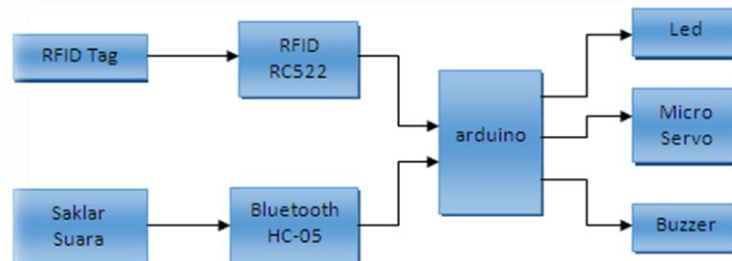 RFID Tag
RFID
RC522
Saklar
Suara
Bluetooth
HC-05
arduino
Led
Micro
Servo
Buzzer